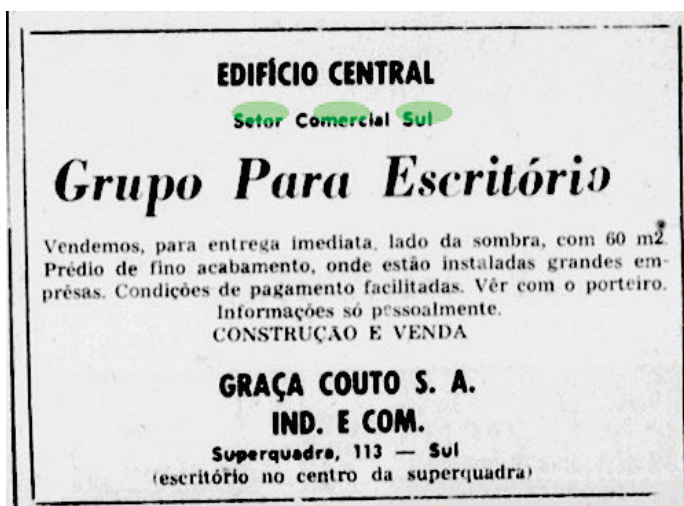 EDIFÍCIO CENTRAL
Setor Comercial Sul
Grupo Para Escritório
Vendemos, para entrega imediata, lado da sombra, com 60 m2.
Prédio de fino acabamento, onde estão instaladas grandes em-
prêsas. Condições de pagamento facilitadas. Vêr com o porteiro.
Informações só pessoalmente.
CONSTRUÇÃO E VENDA
GRAÇA COUTO S. A.
IND. E COM.
Superquadra, 113 — Sul
(escritório no centro da superquadra)